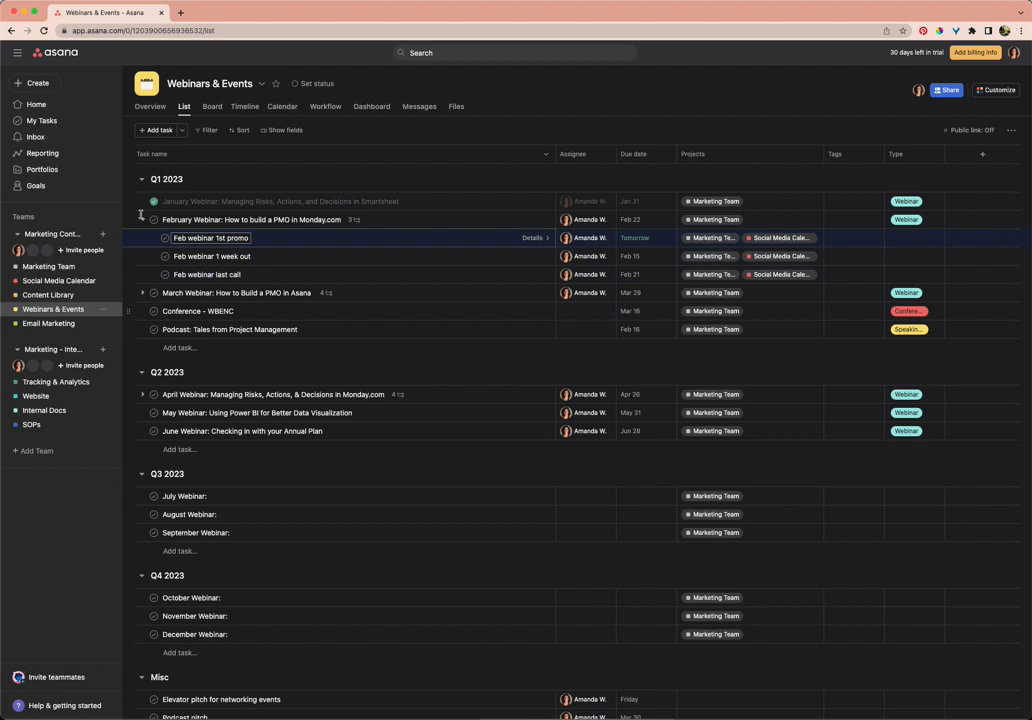 Webinars & Events - Asana
app.asana.com/0/1203900656936532/list
asana
Search
30 days left in trial
Add billing info
Create
Home
My Tasks
Inbox
Reporting
Portfolios
Goals
Teams
Marketing Cont...
Invite people
Marketing Team
Social Media Calendar
Content Library
Webinars & Events
Email Marketing
Marketing - Inte...
Invite people
Tracking & Analytics
Website
Internal Docs
SOPs
+ Add Team
Invite teammates
? Help & getting started
Webinars & Events
Set status
Share
Customize
Overview List Board Timeline Calendar Workflow Dashboard Messages Files
+ Add task Filter Sort Show fields Public link: Off
Task name Assignee Due date Projects Tags Type
Q1 2023
January Webinar: Managing Risks, Actions, and Decisions in Smartsheet Amanda W. Jan 31 Marketing Team Webinar
February Webinar: How to build a PMO in Monday.com 3 Amanda W. Feb 22 Marketing Team Webinar
Feb webinar 1st promo Details Amanda W. Tomorrow Marketing Te... Social Media Cale...
Feb webinar 1 week out Amanda W. Feb 15 Marketing Te... Social Media Cale...
Feb webinar last call Amanda W. Feb 21 Marketing Te... Social Media Cale...
March Webinar: How to Build a PMO in Asana 4 Amanda W. Mar 29 Marketing Team Webinar
Conference - WBENC Mar 16 Marketing Team Confere...
Podcast: Tales from Project Management Feb 16 Marketing Team Speakin...
Add task...
Q2 2023
April Webinar: Managing Risks, Actions, & Decisions in Monday.com 4 Amanda W. Apr 26 Marketing Team Webinar
May Webinar: Using Power BI for Better Data Visualization Amanda W. May 31 Marketing Team Webinar
June Webinar: Checking in with your Annual Plan Amanda W. Jun 28 Marketing Team Webinar
Add task...
Q3 2023
July Webinar: Marketing Team
August Webinar: Marketing Team
September Webinar: Marketing Team
Add task...
Q4 2023
October Webinar: Marketing Team
November Webinar: Marketing Team
December Webinar: Marketing Team
Add task...
Misc
Elevator pitch for networking events Amanda W. Friday
Podcast pitch Amanda W. Mar 30